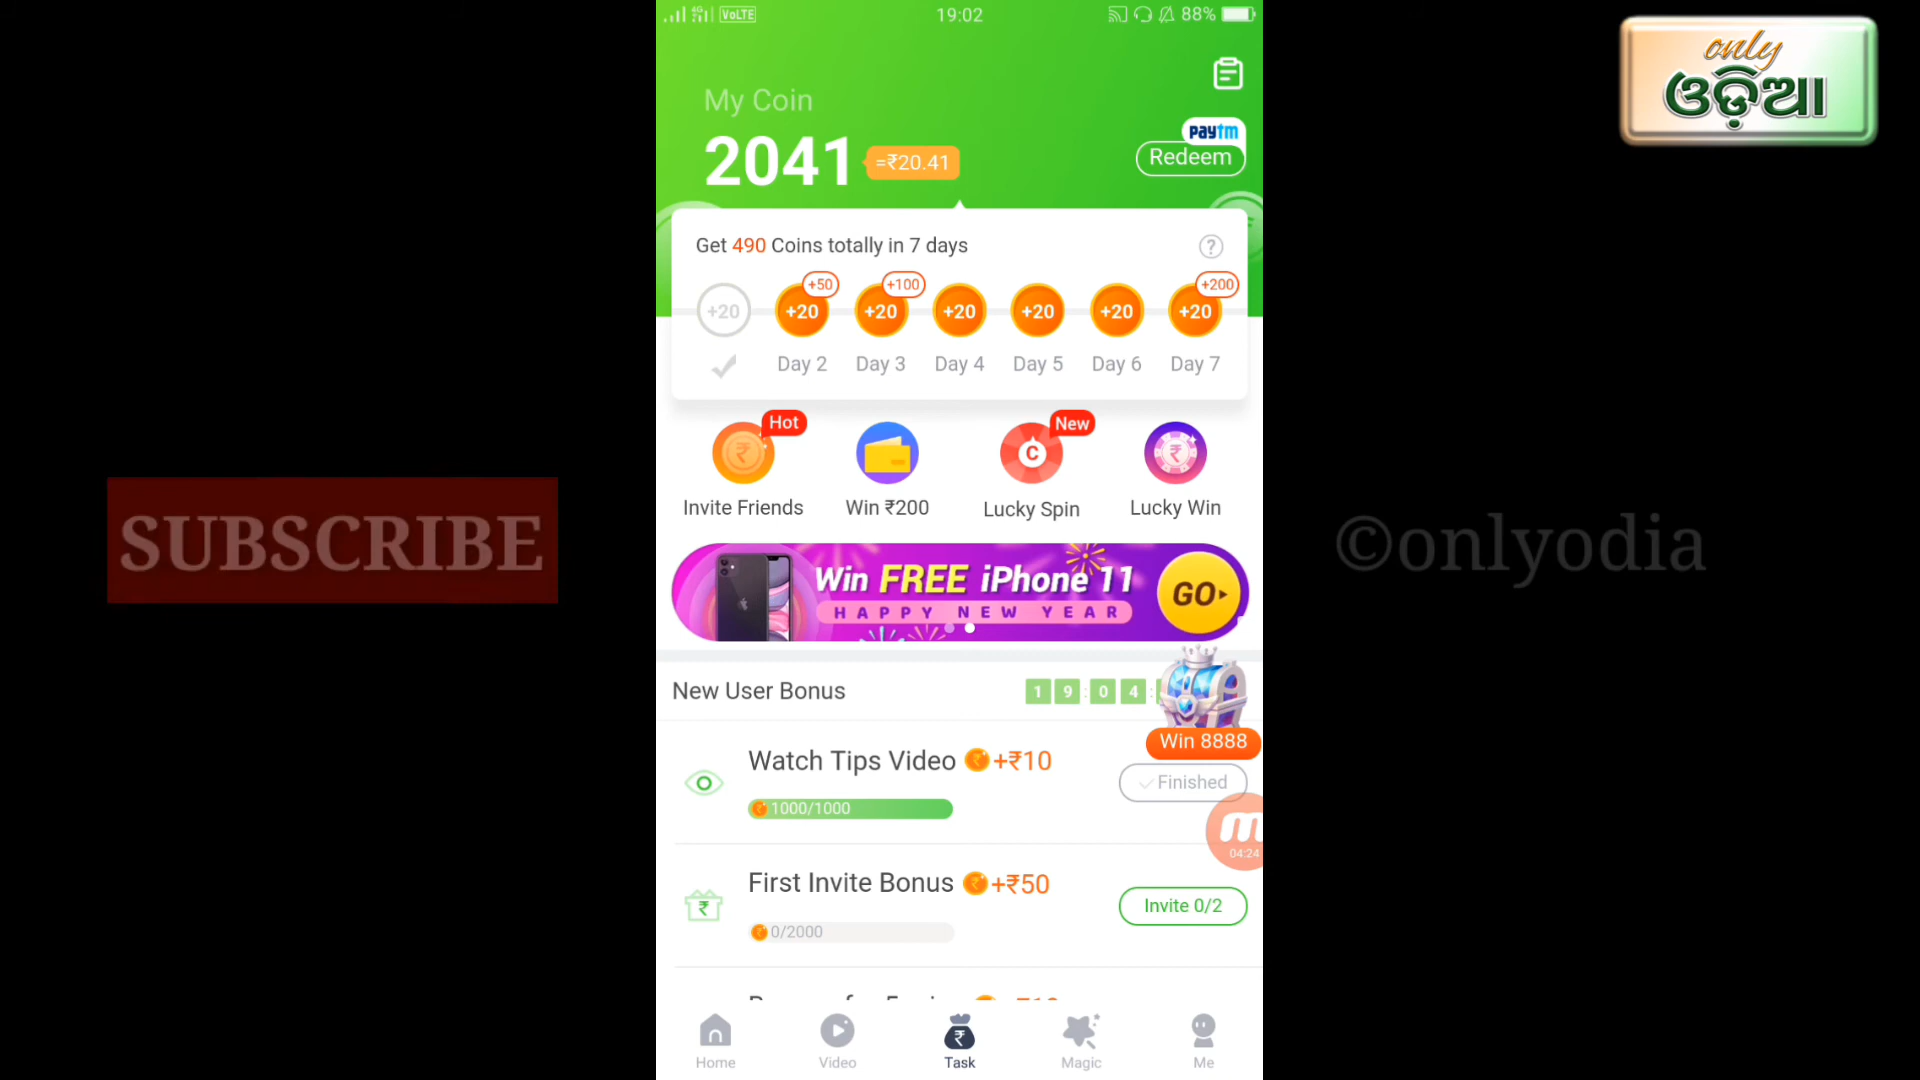 VoLTE
19:02
88%
only
ଓଡ଼ିଆ
My Coin
2041
=₹20.41
paytm
Redeem
Get 490 Coins totally in 7 days
?
+50
+100
+200
+20
+20
+20
+20
+20
+20
+20
Day 2
Day 3
Day 4
Day 5
Day 6
Day 7
Hot
New
Invite Friends
Win ₹200
Lucky Spin
Lucky Win
SUBSCRIBE
©onlyodia
Win FREE iPhone 11
HAPPY NEW YEAR
GO
New User Bonus
1 9 : 0 4 :
Win 8888
Watch Tips Video +₹10
Finished
1000/1000
04:24
First Invite Bonus +₹50
Invite 0/2
0/2000
Home
Video
Task
Magic
Me